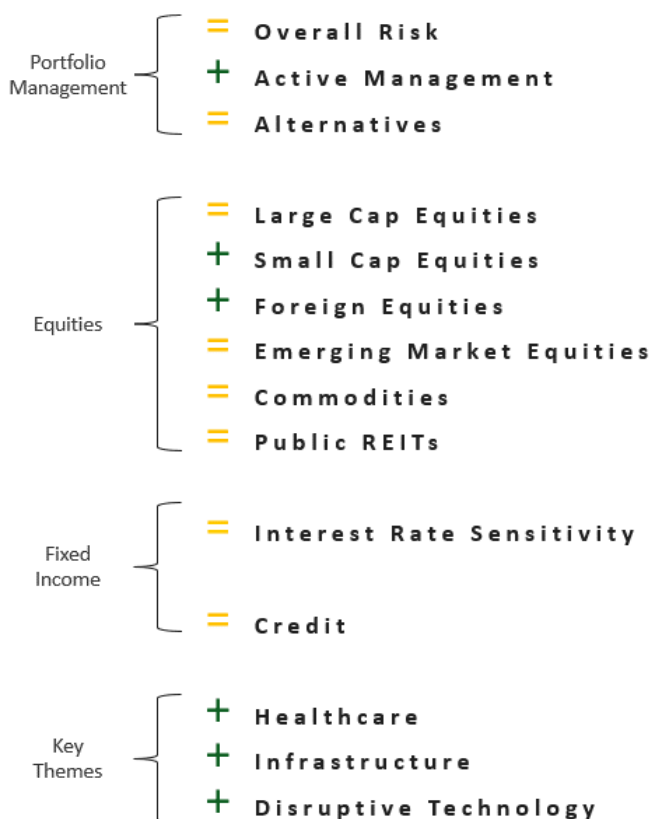 Portfolio
Management
= Overall Risk
+ Active Management
= Alternatives
Equities
= Large Cap Equities
+ Small Cap Equities
+ Foreign Equities
= Emerging Market Equities
= Commodities
= Public REITs
Fixed
Income
= Interest Rate Sensitivity
= Credit
Key
Themes
+ Healthcare
+ Infrastructure
+ Disruptive Technology